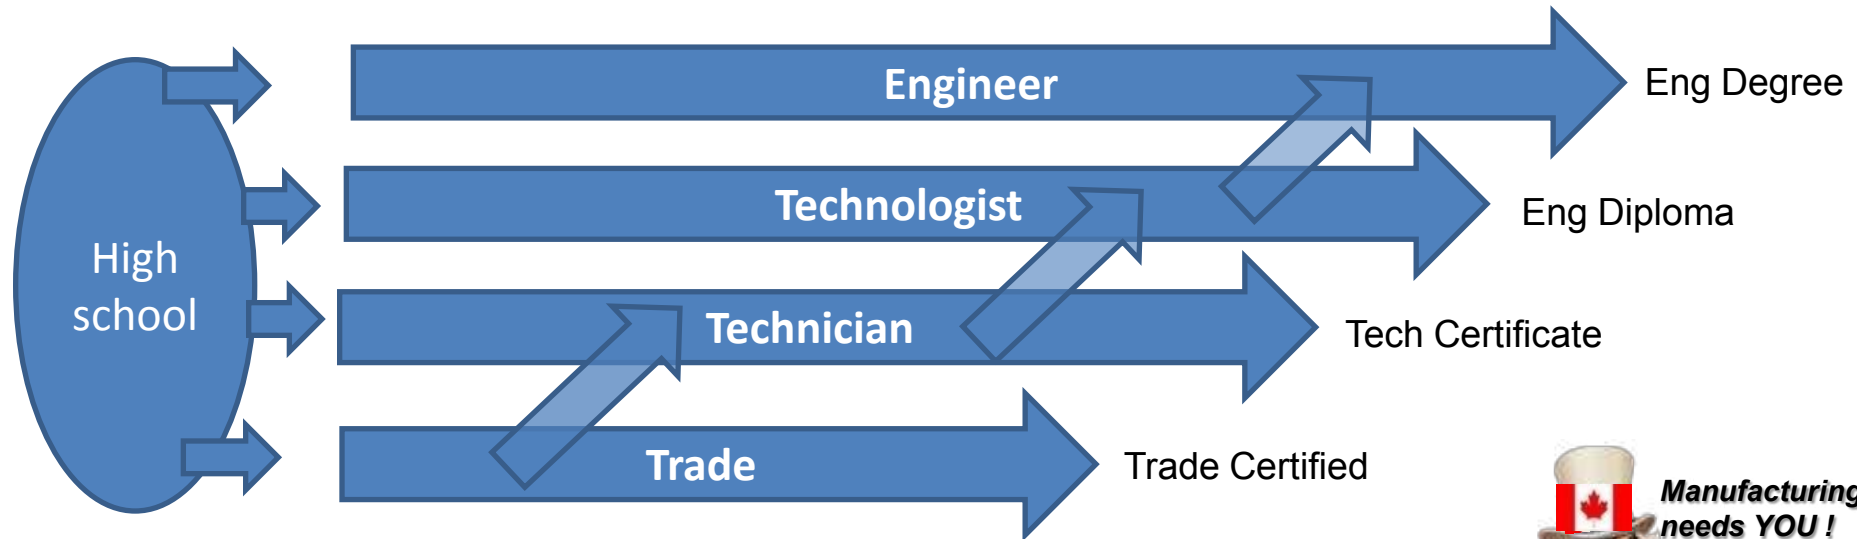 Engineer
Eng Degree
Technologist
Eng Diploma
High
school
Technician
Tech Certificate
Trade
Trade Certified
Manufacturing
needs YOU !